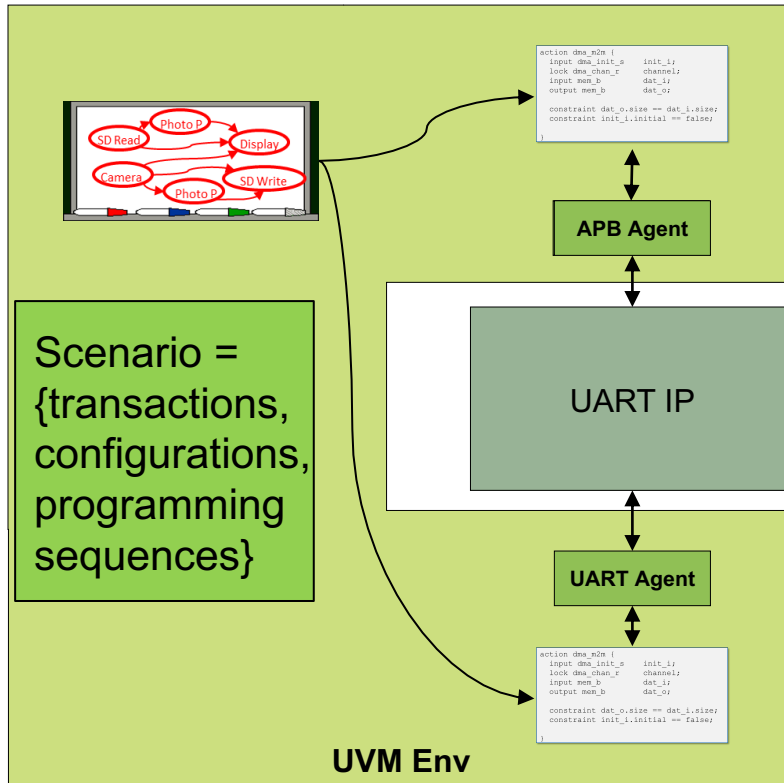 action dma_m2m {
input dma_init_s init_i;
lock dma_chan_r channel;
input mem_b dat_i;
output mem_b dat_o;
constraint dat_o.size == dat_i.size;
constraint init_i.initial == false;
}
Photo P
SD Read
Display
Camera
SD Write
Photo P
APB Agent
Scenario =
{transactions,
configurations,
programming
sequences}
UART IP
UART Agent
action dma_m2m {
input dma_init_s init_i;
lock dma_chan_r channel;
input mem_b dat_i;
output mem_b dat_o;
constraint dat_o.size == dat_i.size;
constraint init_i.initial == false;
}
UVM Env